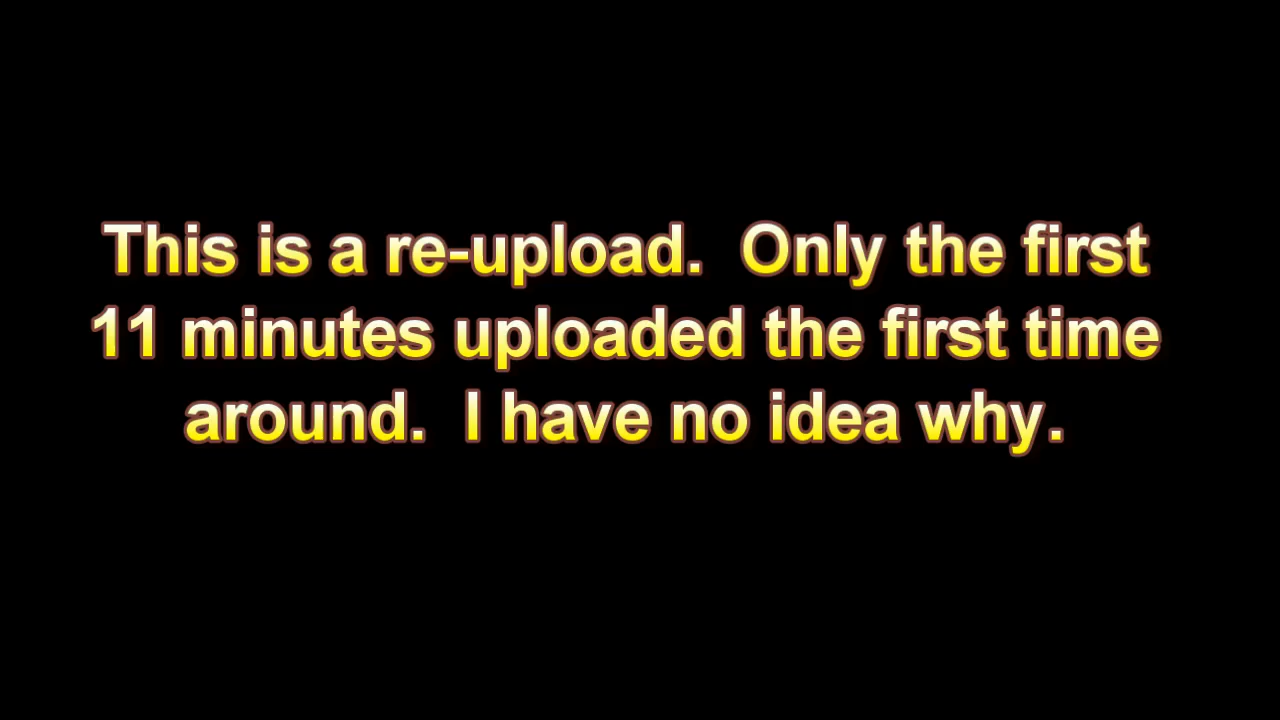 This is a re-upload.  Only the first
11 minutes uploaded the first time
around.  I have no idea why.